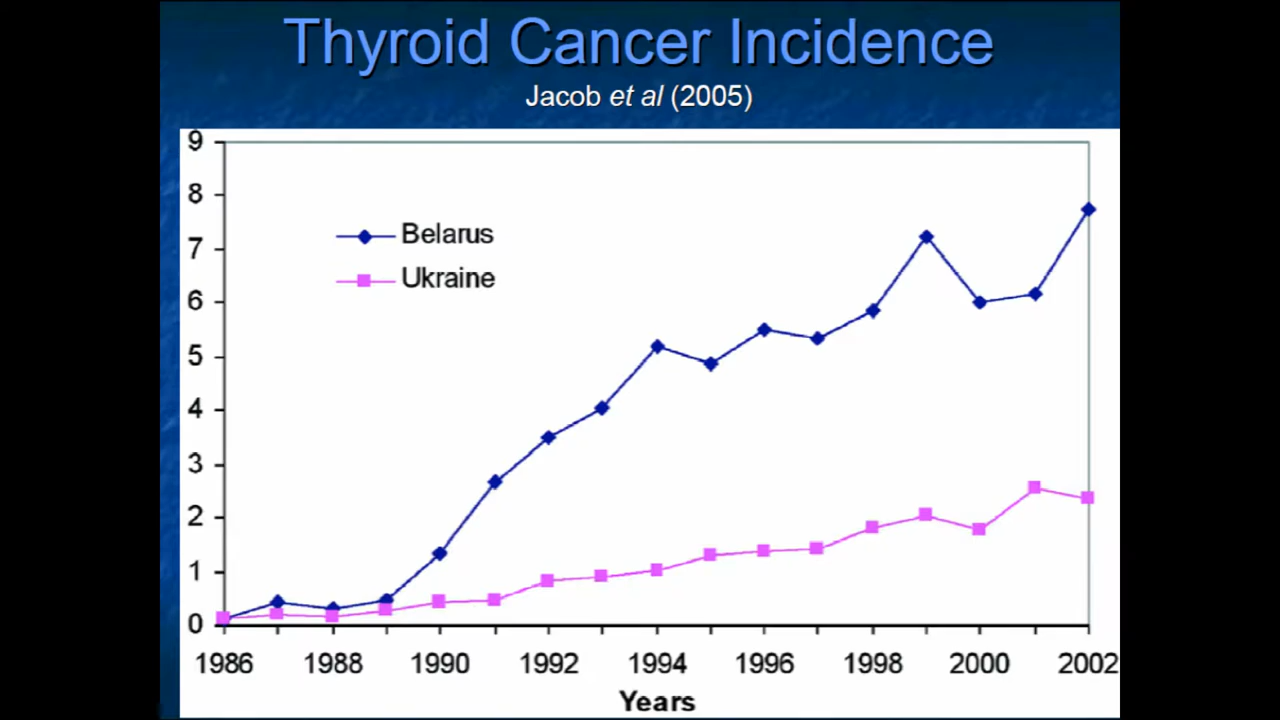 Thyroid Cancer Incidence
Jacob et al (2005)
9
8
7
6
5
4
3
2
1
0
Belarus
Ukraine
1986 1988 1990 1992 1994 1996 1998 2000 2002
Years